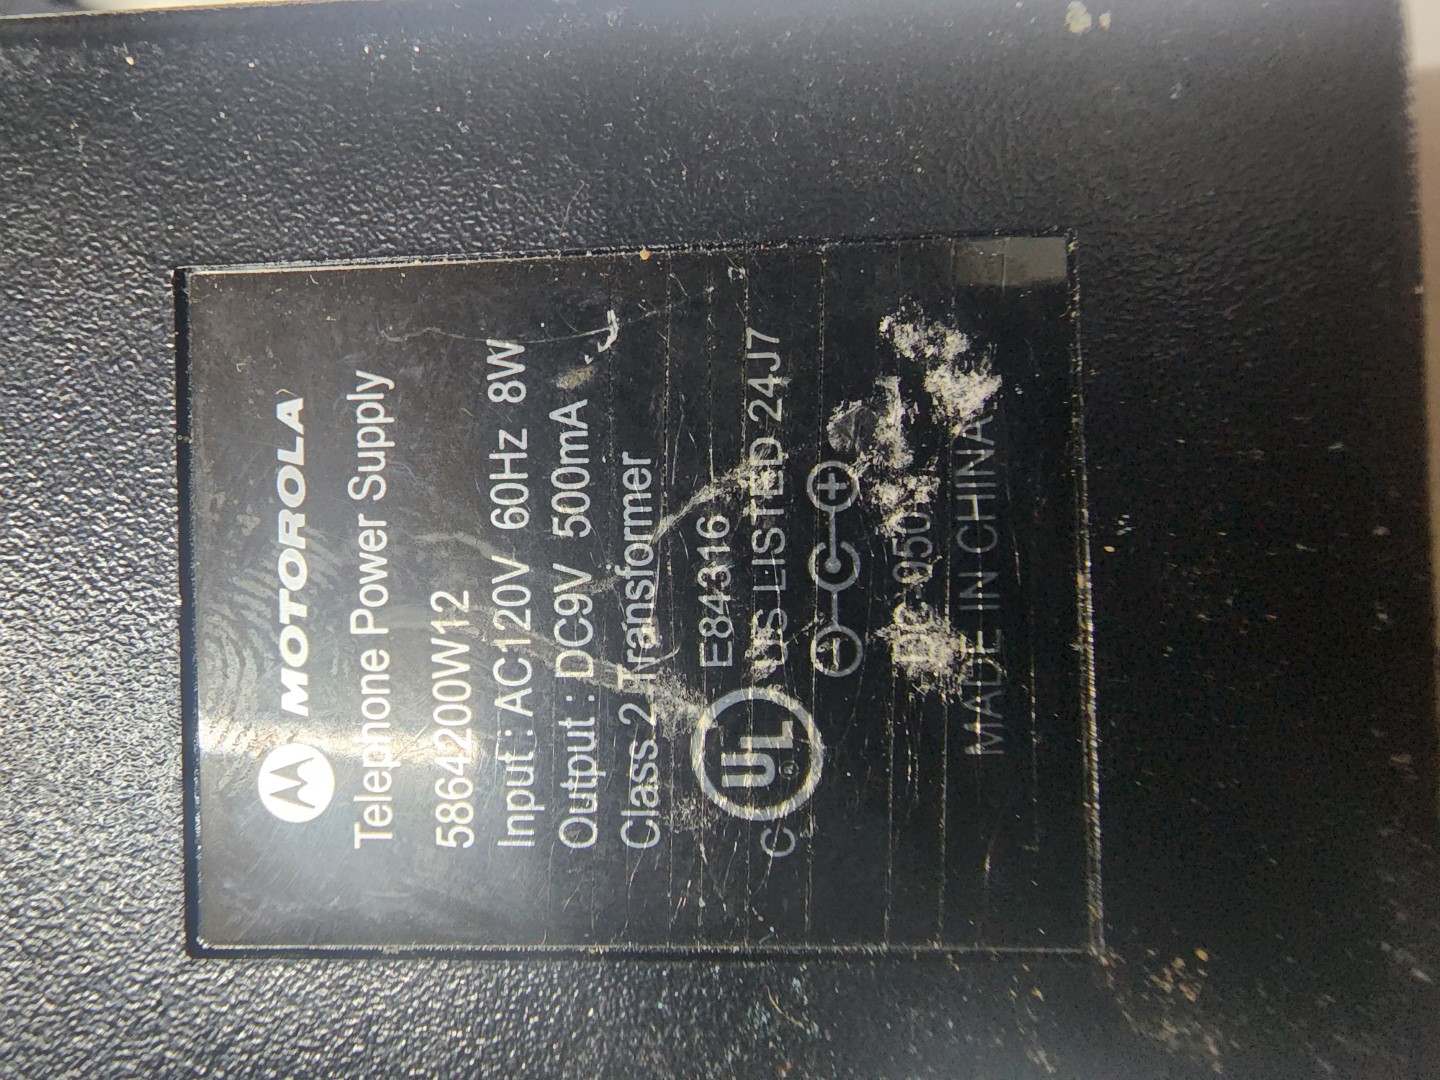 MOTOROLA
Telephone Power Supply
5864200W12
Input : AC120V 60Hz 8W
Output : DC9V 500mA
Class 2 Transformer
E84316
C UL US LISTED 24J7
MADE IN CHINA